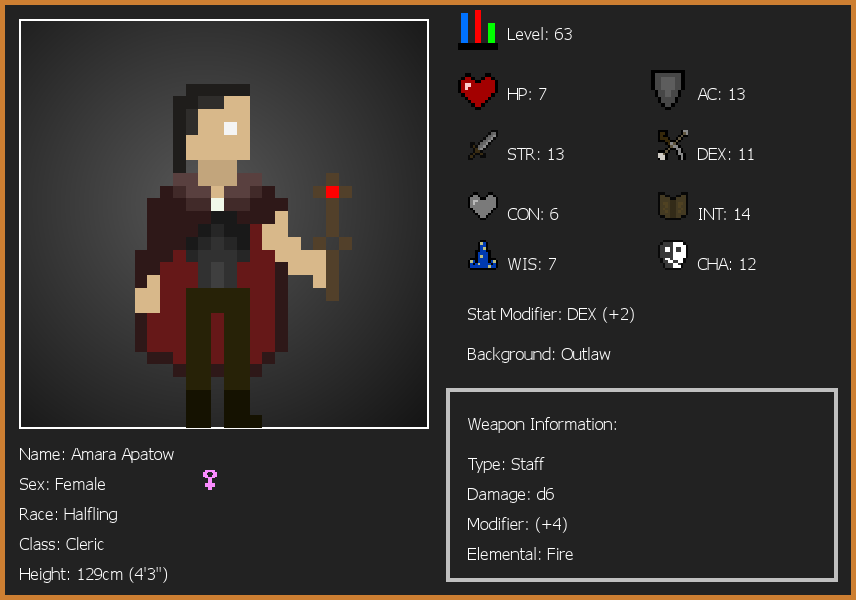 Level: 63
HP: 7
AC: 13
STR: 13
DEX: 11
CON: 6
INT: 14
WIS: 7
CHA: 12
Stat Modifier: DEX (+2)
Background: Outlaw
Weapon Information:
Type: Staff
Damage: d6
Modifier: (+4)
Elemental: Fire
Name: Amara Apatow
Sex: Female
Race: Halfling
Class: Cleric
Height: 129cm (4'3")